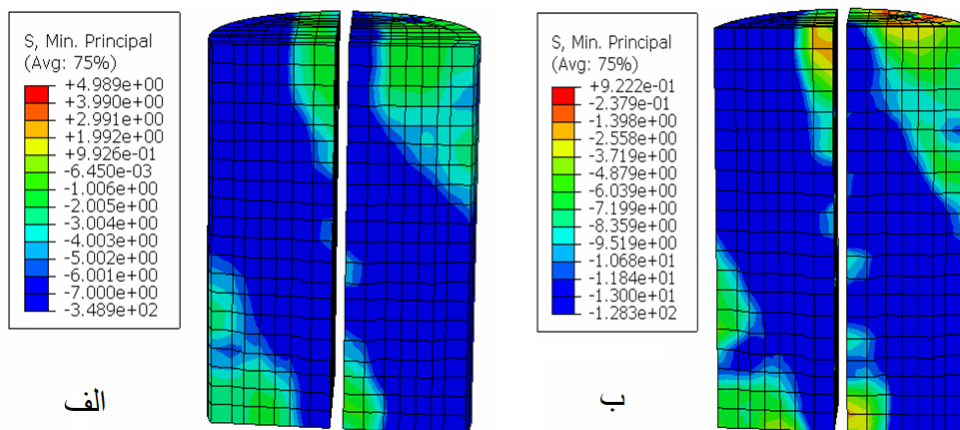 S, Min. Principal
(Avg: 75%)
+4.989e+00
+3.990e+00
+2.991e+00
+1.992e+00
+9.926e-01
-6.450e-03
-1.006e+00
-2.005e+00
-3.004e+00
-4.003e+00
-5.002e+00
-6.001e+00
-7.000e+00
-3.489e+02
الف
S, Min. Principal
(Avg: 75%)
+9.222e-01
-2.379e-01
-1.398e+00
-2.558e+00
-3.719e+00
-4.879e+00
-6.039e+00
-7.199e+00
-8.359e+00
-9.519e+00
-1.068e+01
-1.184e+01
-1.300e+01
-1.283e+02
ب